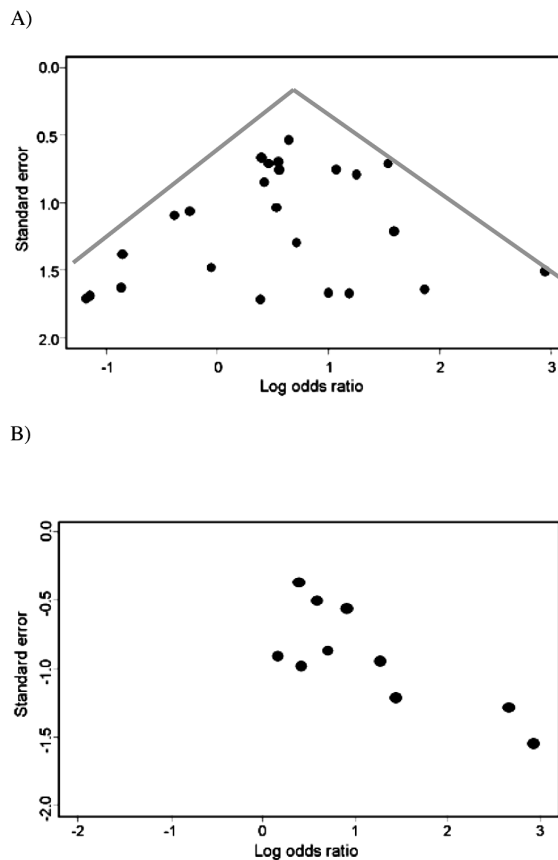 A)
0.0
0.5
1.0
1.5
2.0
Standard error
-1 0 1 2 3
Log odds ratio
B)
0.0
-0.5
-1.0
-1.5
-2.0
Standard error
-2 -1 0 1 2 3
Log odds ratio